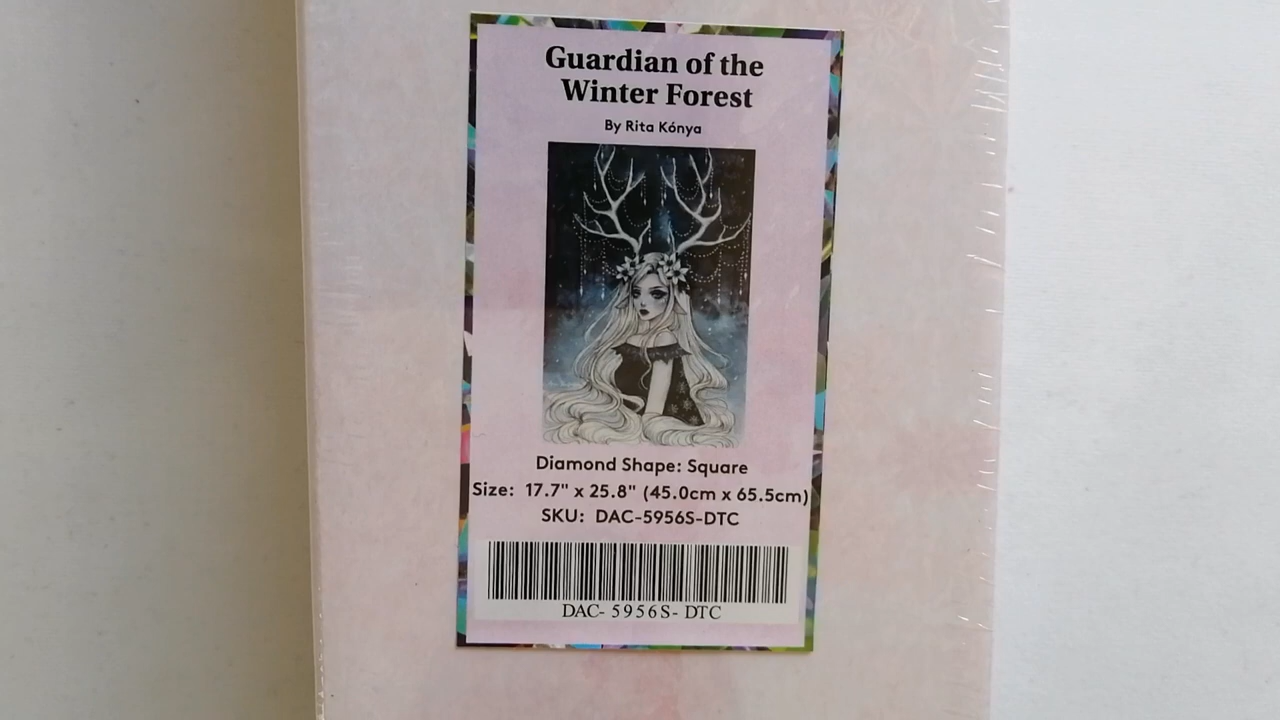 Guardian of the
Winter Forest
By Rita Kónya
Diamond Shape: Square
Size: 17.7" x 25.8" (45.0cm x 65.5cm)
SKU: DAC-5956S-DTC
DAC- 5956S- DTC